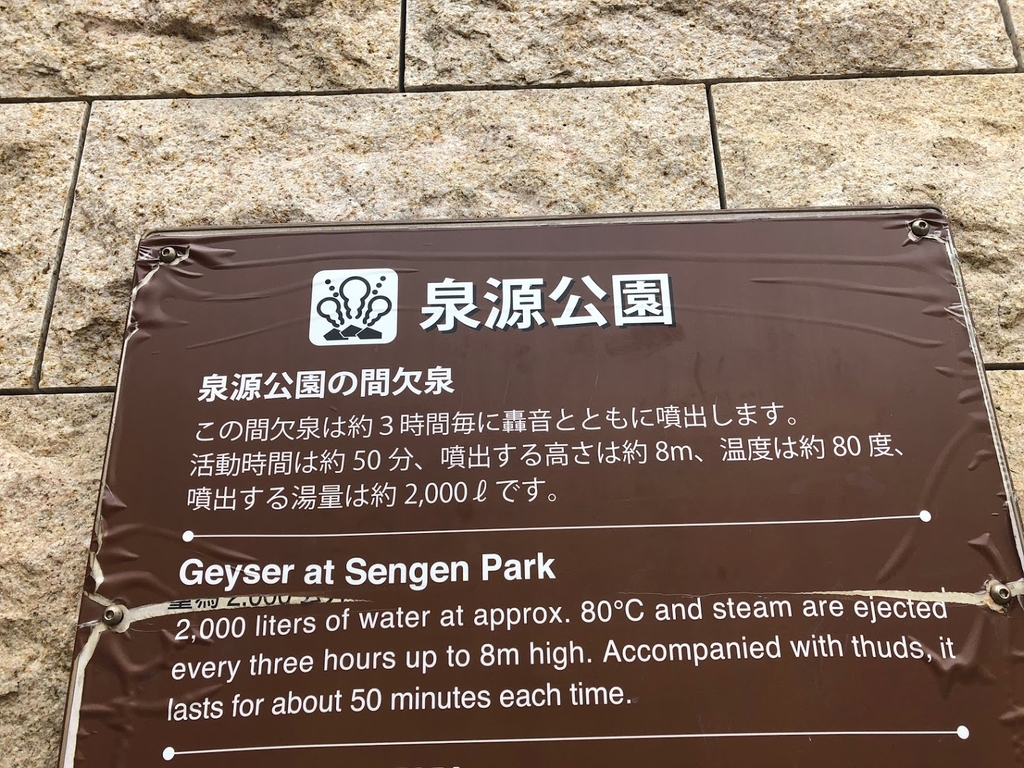 泉源公園
泉源公園の間欠泉
この間欠泉は約3時間毎に轟音とともに噴出します。
活動時間は約 50 分、噴出する高さは約 8m、温度は約 80 度、
噴出する湯量は約 2,000ℓです。
Geyser at Sengen Park
2,000 liters of water at approx. 80°C and steam are ejected
every three hours up to 8m high. Accompanied with thuds, it
lasts for about 50 minutes each time.